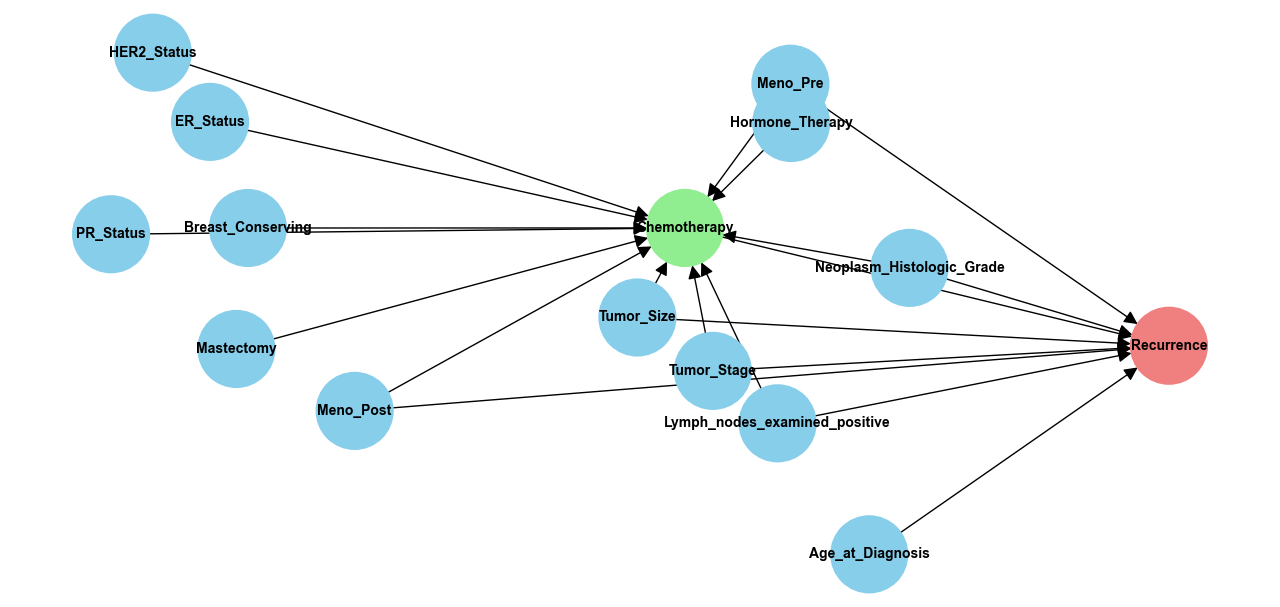 HER2_Status
Meno_Pre
ER_Status
Hormone_Therapy
PR_Status
Breast_Conserving
Chemotherapy
Neoplasm_Histologic_Grade
Tumor_Size
Recurrence
Mastectomy
Tumor_Stage
Meno_Post
Lymph_nodes_examined_positive
Age_at_Diagnosis